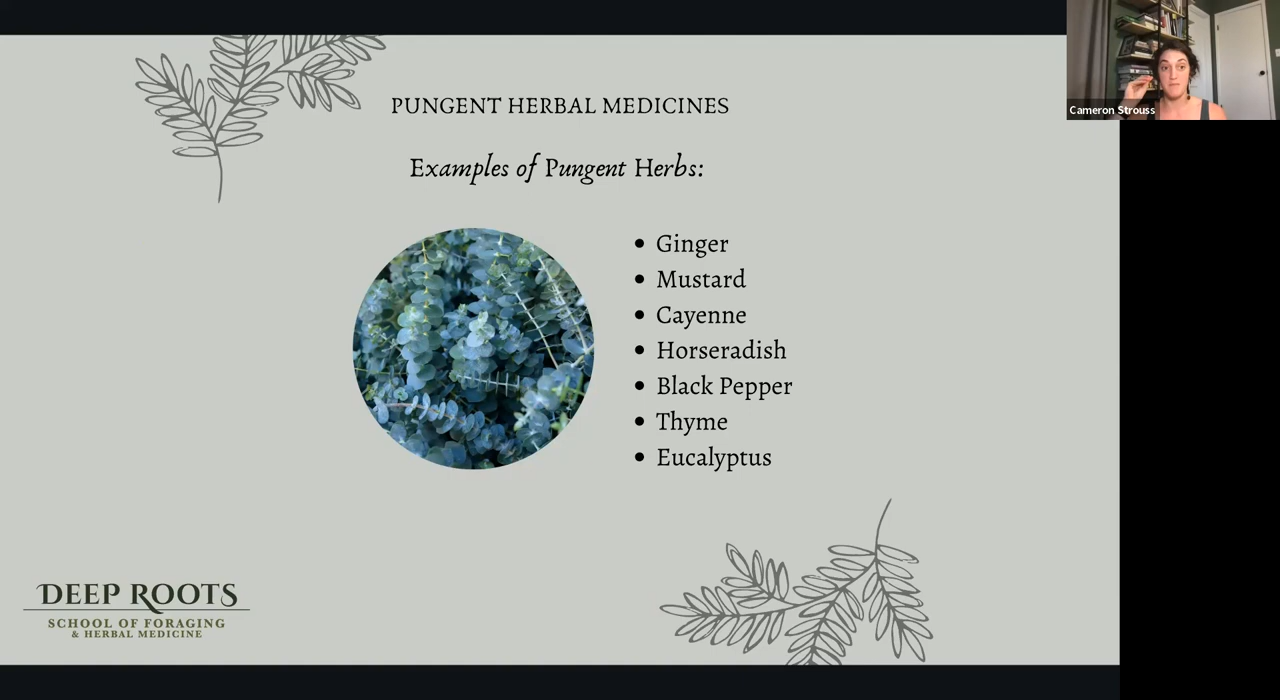 Cameron Strouss
PUNGENT HERBAL MEDICINES
Examples of Pungent Herbs:
Ginger
Mustard
Cayenne
Horseradish
Black Pepper
Thyme
Eucalyptus
DEEP ROOTS
SCHOOL OF FORAGING
& HERBAL MEDICINE